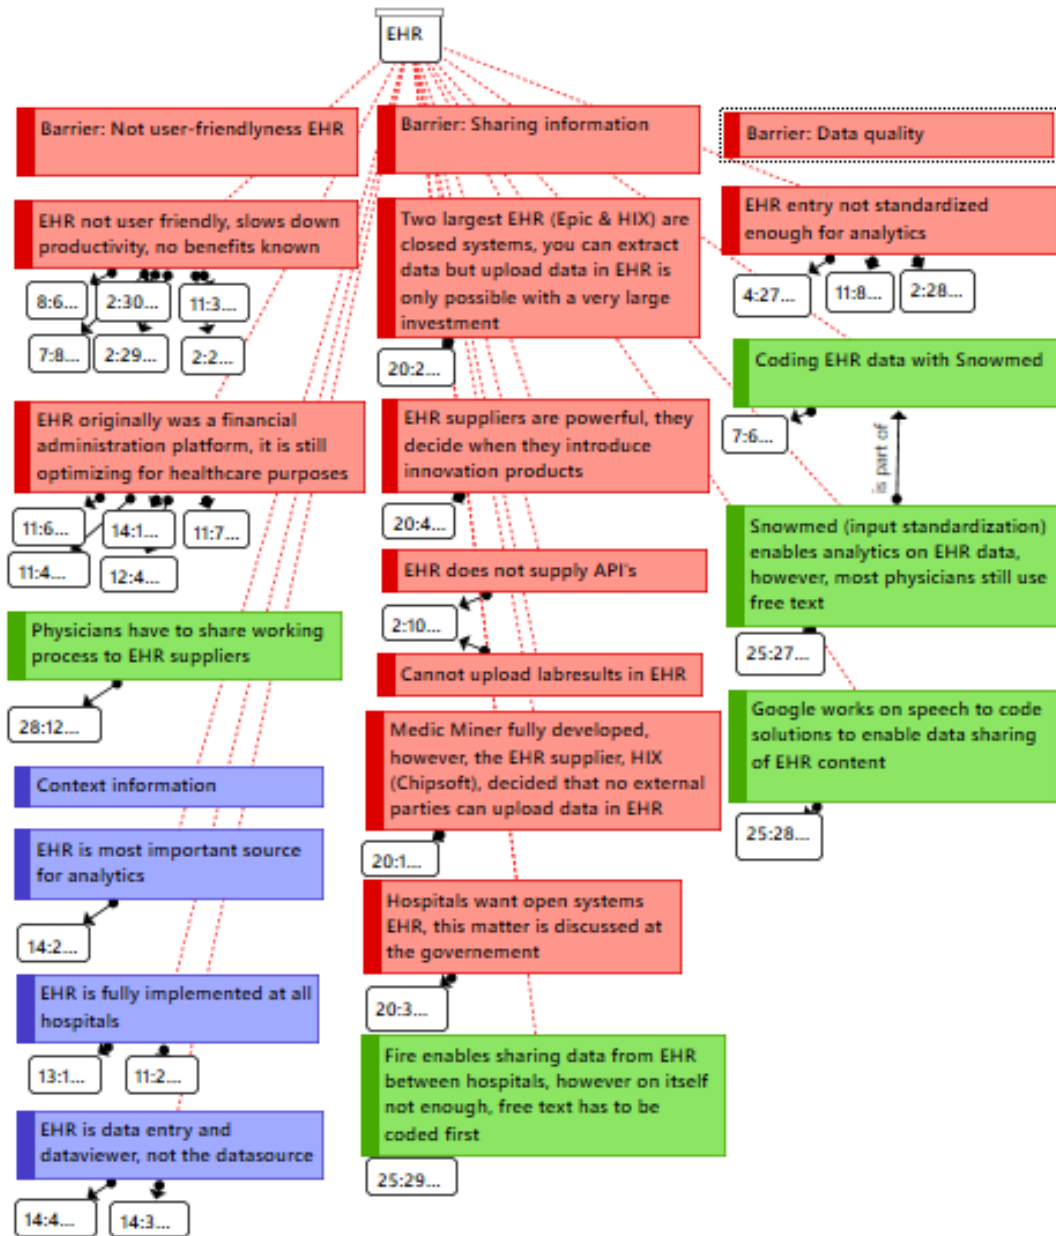 EHR
Barrier: Not user-friendlyness EHR
EHR not user friendly, slows down
productivity, no benefits known
8:6...
2:30...
11:3...
7:8...
2:29...
2:2...
EHR originally was a financial
administration platform, it is still
optimizing for healthcare purposes
11:6...
14:1...
11:7...
11:4...
12:4...
Physicians have to share working
process to EHR suppliers
28:12...
Context information
EHR is most important source
for analytics
14:2...
EHR is fully implemented at all
hospitals
13:1...
11:2...
EHR is data entry and
dataviewer, not the datasource
14:4...
14:3...
Barrier: Sharing information
Two largest EHR (Epic & HIX) are
closed systems, you can extract
data but upload data in EHR is
only possible with a very large
investment
20:2...
EHR suppliers are powerful, they
decide when they introduce
innovation products
20:4...
EHR does not supply API's
2:10...
Cannot upload labresults in EHR
Medic Miner fully developed,
however, the EHR supplier, HIX
(Chipsoft), decided that no external
parties can upload data in EHR
20:1...
Hospitals want open systems
EHR, this matter is discussed at
the governement
20:3...
Fire enables sharing data from EHR
between hospitals, however on itself
not enough, free text has to be
coded first
25:29...
Barrier: Data quality
EHR entry not standardized
enough for analytics
4:27...
11:8...
2:28...
Coding EHR data with Snowmed
7:6...
is part of
Snowmed (input standardization)
enables analytics on EHR data,
however, most physicians still use
free text
25:27...
Google works on speech to code
solutions to enable data sharing
of EHR content
25:28...